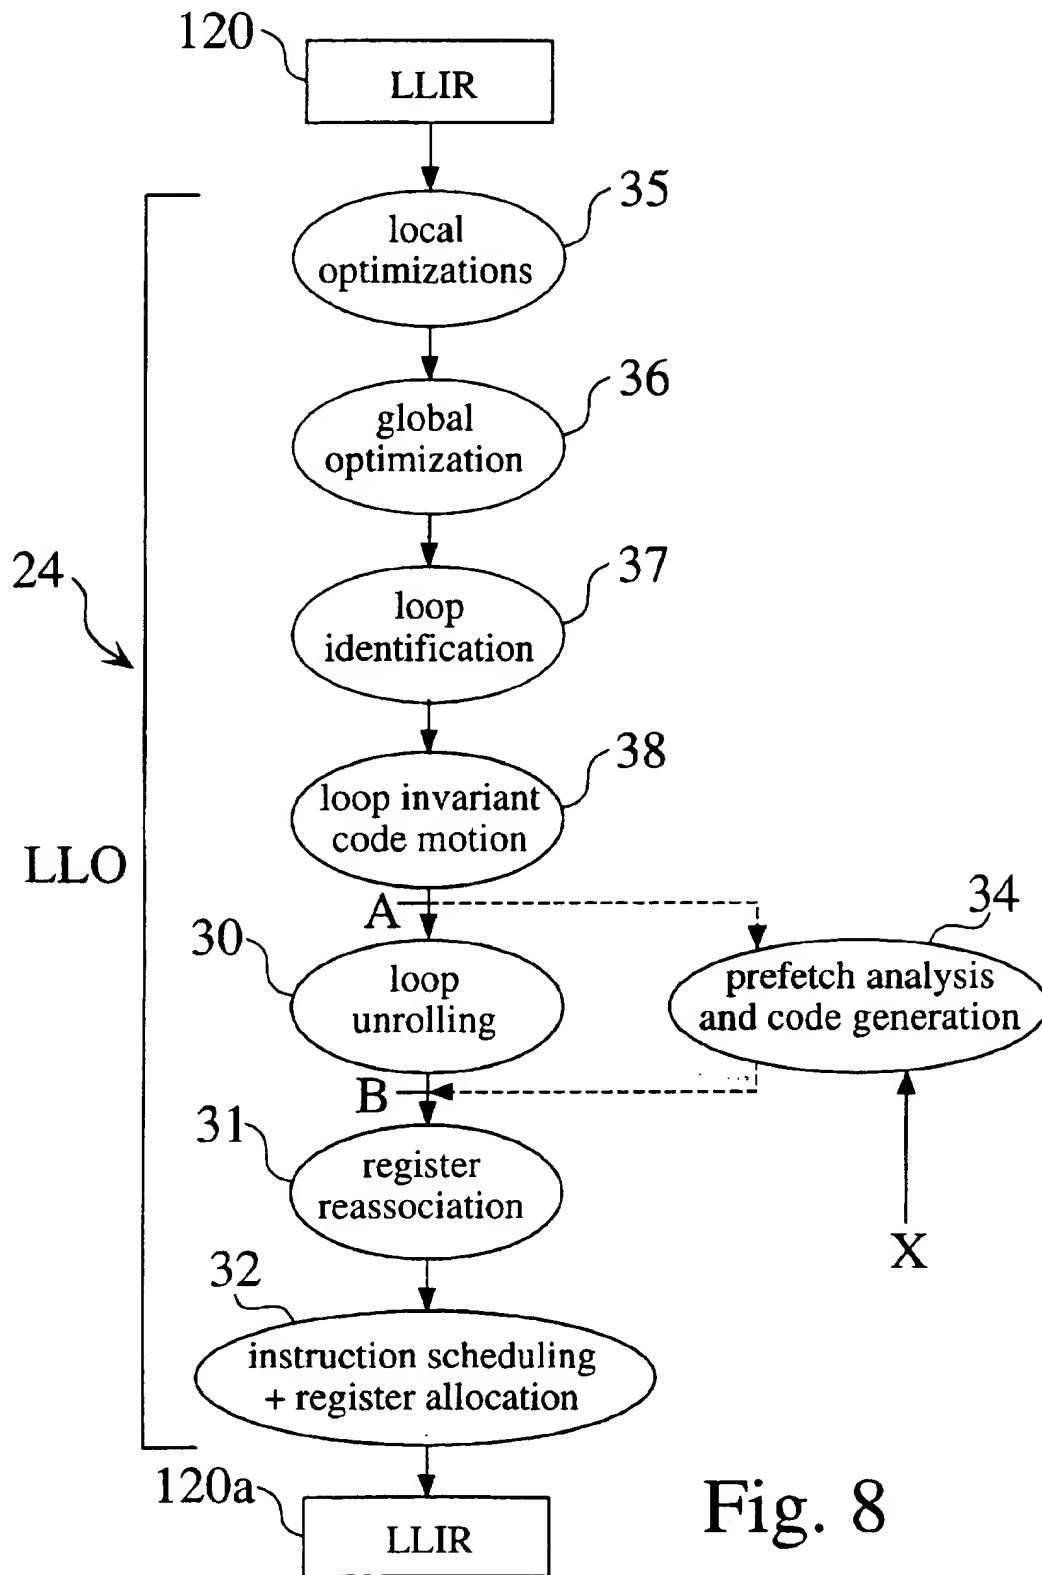 120
LLIR
35
local
optimizations
36
global
optimization
24
37
loop
identification
38
loop invariant
code motion
LLO
A
34
30
loop
unrolling
prefetch analysis
and code generation
B
31
register
reassociation
X
32
instruction scheduling
+ register allocation
120a
LLIR
Fig. 8